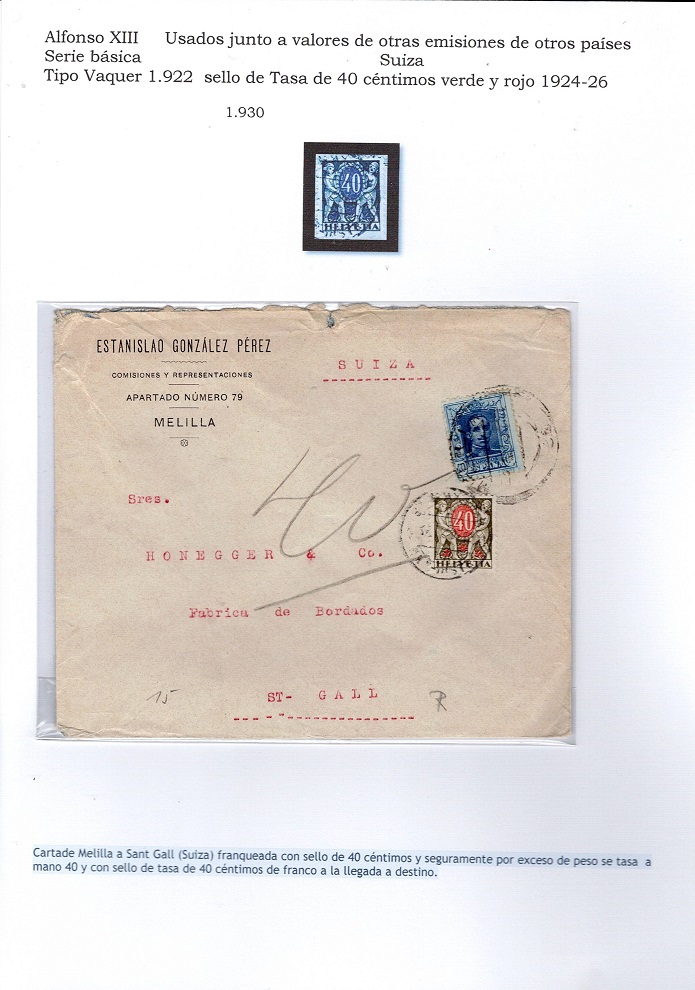 Alfonso XIII Usados junto a valores de otras emisiones de otros países
Serie básica Suiza
Tipo Vaquer 1.922 sello de Tasa de 40 céntimos verde y rojo 1924-26
1.930
40
HELVETIA
ESTANISLAO GONZÁLEZ PÉREZ
COMISIONES Y REPRESENTACIONES
APARTADO NÚMERO 79
MELILLA
SUIZA
ESPAÑA
40
Sres.
40
HELVETIA
HONEGGER & Co.
Fabrica de Bordados
15
ST- GALL
R
Cartade Melilla a Sant Gall (Suiza) franqueada con sello de 40 céntimos y seguramente por exceso de peso se tasa a
mano 40 y con sello de tasa de 40 céntimos de franco a la llegada a destino.